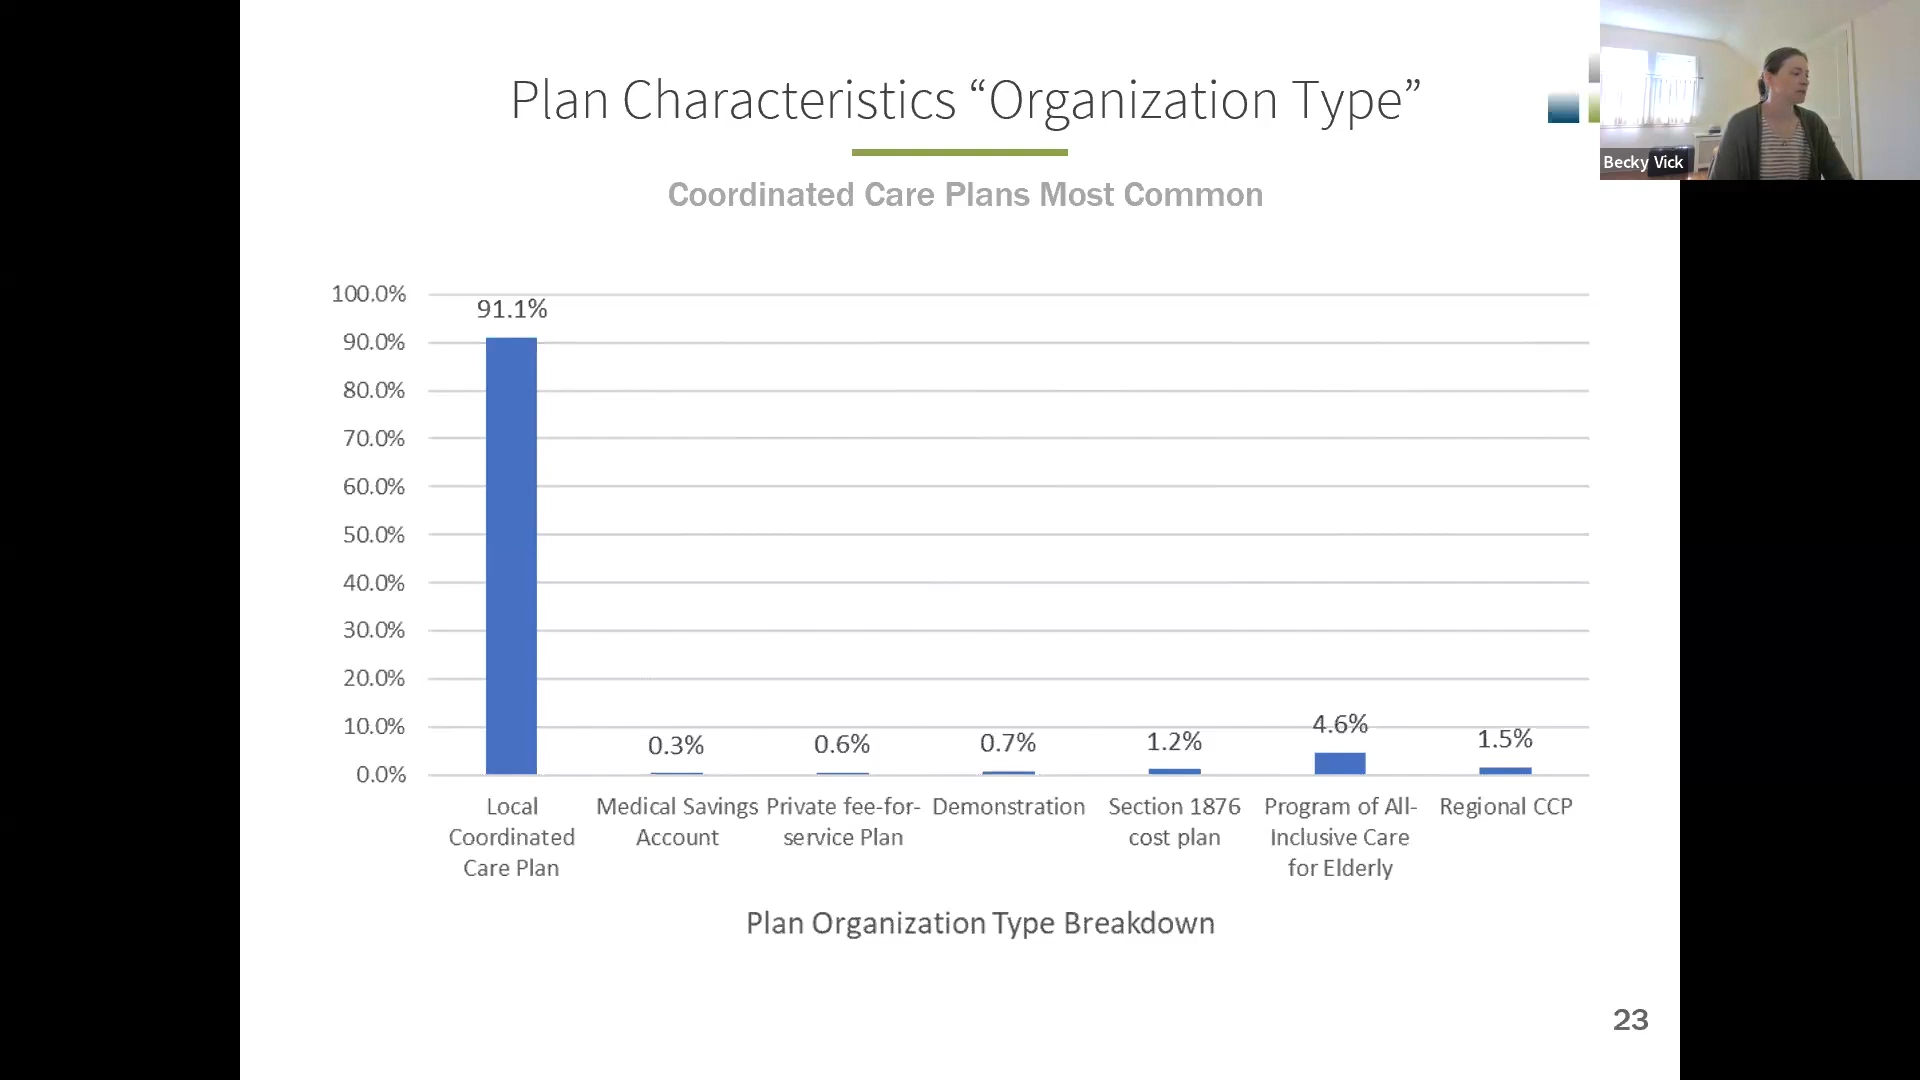 Plan Characteristics “Organization Type”
Becky Vick
Coordinated Care Plans Most Common
100.0%
90.0%
80.0%
70.0%
60.0%
50.0%
40.0%
30.0%
20.0%
10.0%
0.0%
91.1%
0.3%
0.6%
0.7%
1.2%
4.6%
1.5%
Local
Coordinated
Care Plan
Medical Savings
Account
Private fee-for-
service Plan
Demonstration
Section 1876
cost plan
Program of All-
Inclusive Care
for Elderly
Regional CCP
Plan Organization Type Breakdown
23